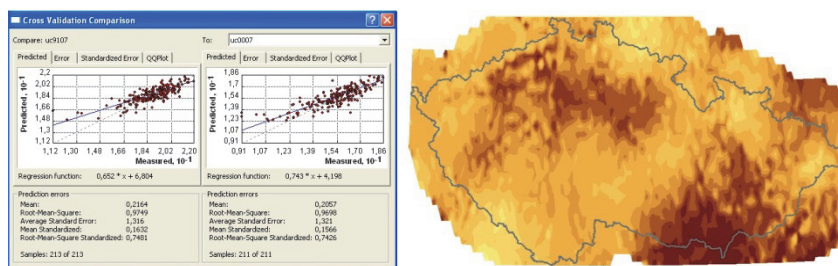 Cross Validation Comparison
Compare: uc9107
To: uc0007
Predicted Error Standardized Error QQPlot
Predicted, 10⁻¹
2,2
2,02
1,84
1,66
1,48
1,3
1,12
1,12 1,30 1,48 1,66 1,84 2,02 2,20
Measured, 10⁻¹
Regression function: 0,652 * x + 6,804
Prediction errors
Mean: 0,2164
Root-Mean-Square: 0,9749
Average Standard Error: 1,316
Mean Standardized: 0,1632
Root-Mean-Square Standardized: 0,7481
Samples: 213 of 213
Predicted Error Standardized Error QQPlot
Predicted, 10⁻¹
1,86
1,7
1,54
1,39
1,23
1,07
0,91
0,91 1,07 1,23 1,39 1,54 1,70 1,86
Measured, 10⁻¹
Regression function: 0,743 * x + 4,198
Prediction errors
Mean: 0,2057
Root-Mean-Square: 0,9698
Average Standard Error: 1,321
Mean Standardized: 0,1566
Root-Mean-Square Standardized: 0,7426
Samples: 211 of 211